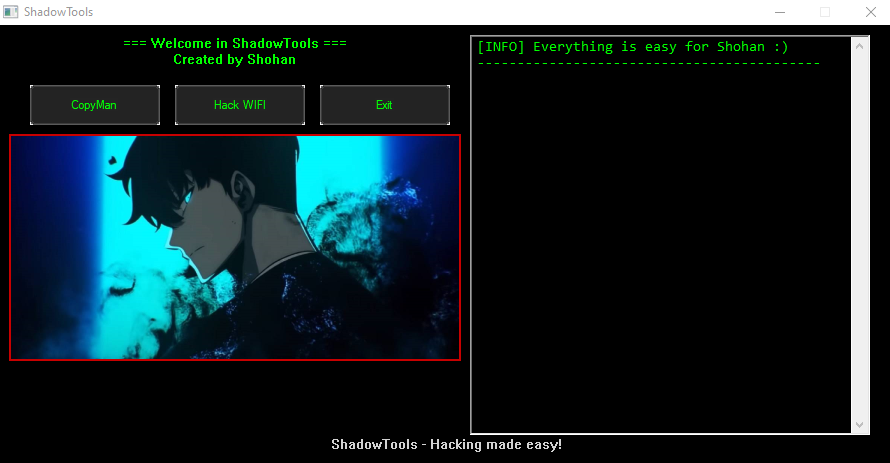 ShadowTools
=== Welcome in ShadowTools ===
Created by Shohan
CopyMan
Hack WIFI
Exit
[INFO] Everything is easy for Shohan :)
-----------------------------------------
ShadowTools - Hacking made easy!